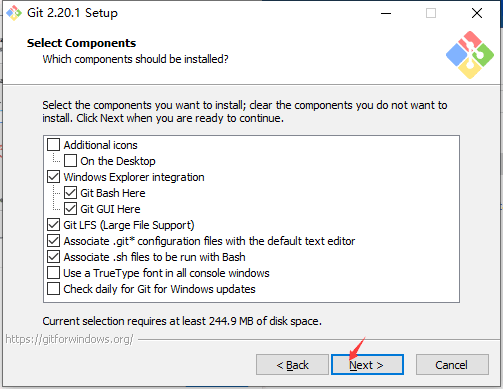 Git 2.20.1 Setup
Select Components
Which components should be installed?
Select the components you want to install; clear the components you do not want to
install. Click Next when you are ready to continue.
Additional icons
On the Desktop
Windows Explorer integration
Git Bash Here
Git GUI Here
Git LFS (Large File Support)
Associate .git* configuration files with the default text editor
Associate .sh files to be run with Bash
Use a TrueType font in all console windows
Check daily for Git for Windows updates
Current selection requires at least 244.9 MB of disk space.
https://gitforwindows.org/
< Back
Next >
Cancel